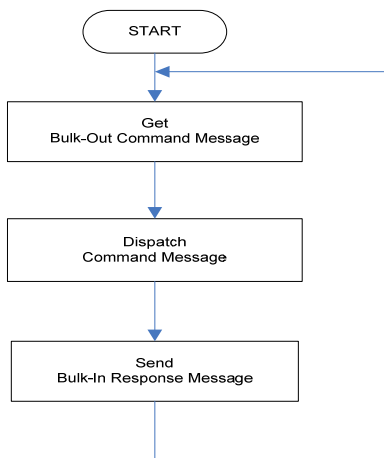 START
Get
Bulk-Out Command Message
Dispatch
Command Message
Send
Bulk-In Response Message